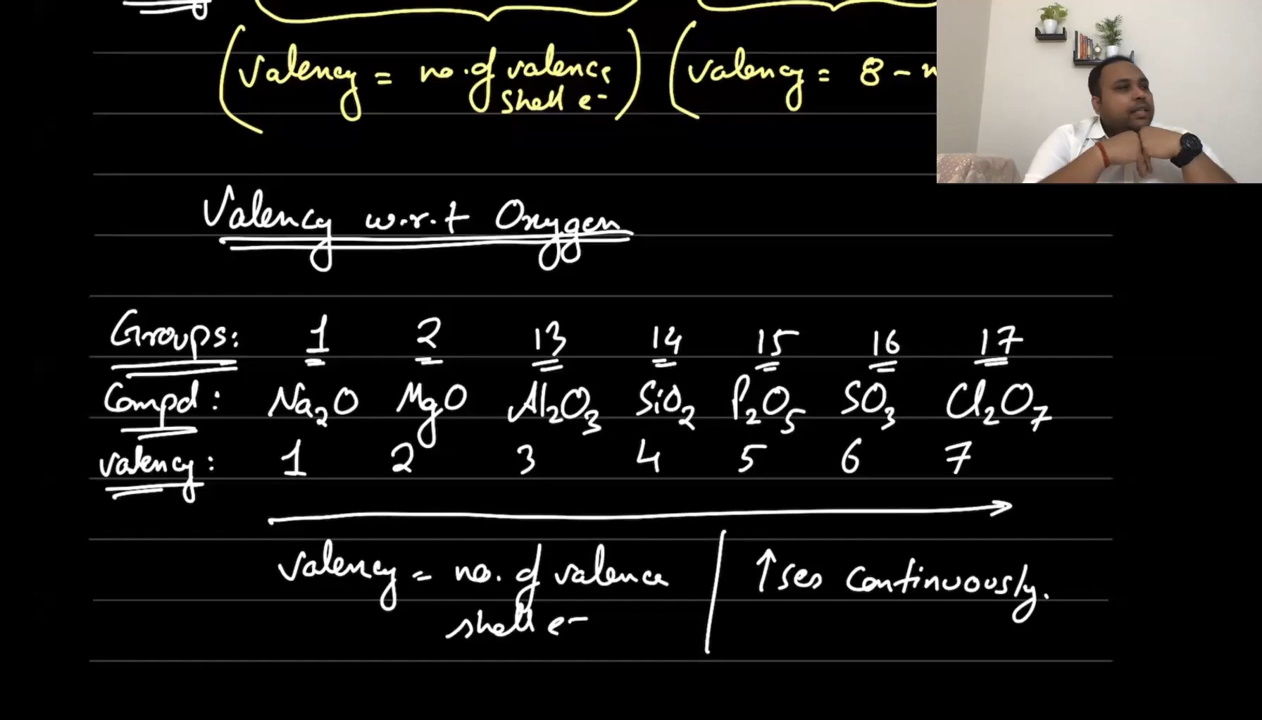 (valency = no. of valence shell e-) (valency = 8 -
Valency w.r.t Oxygen
Groups: 1 2 13 14 15 16 17
Compd: Na₂O MgO Al₂O₃ SiO₂ P₂O₅ SO₃ Cl₂O₇
valency: 1 2 3 4 5 6 7
valency = no. of valence | ↑ses continuously.
shell e-